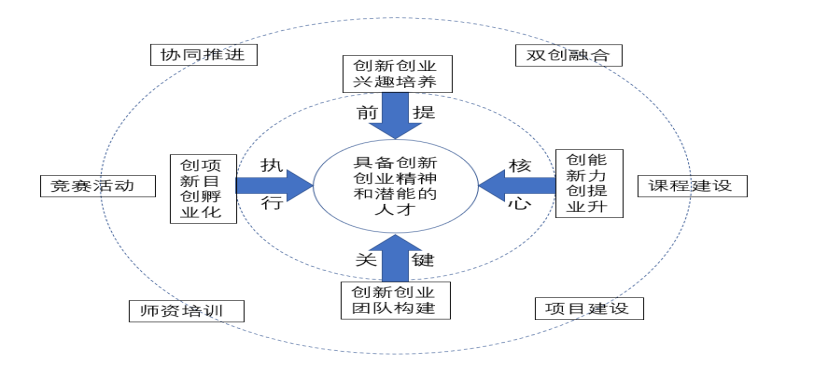 协同推进
双创融合
创新创业
兴趣培养
前 提
竞赛活动
创项
新目
创孵
业化
执
行
具备创新
创业精神
和潜能的
人才
核
心
创能
新力
创提
业升
课程建设
关 键
创新创业
团队构建
师资培训
项目建设